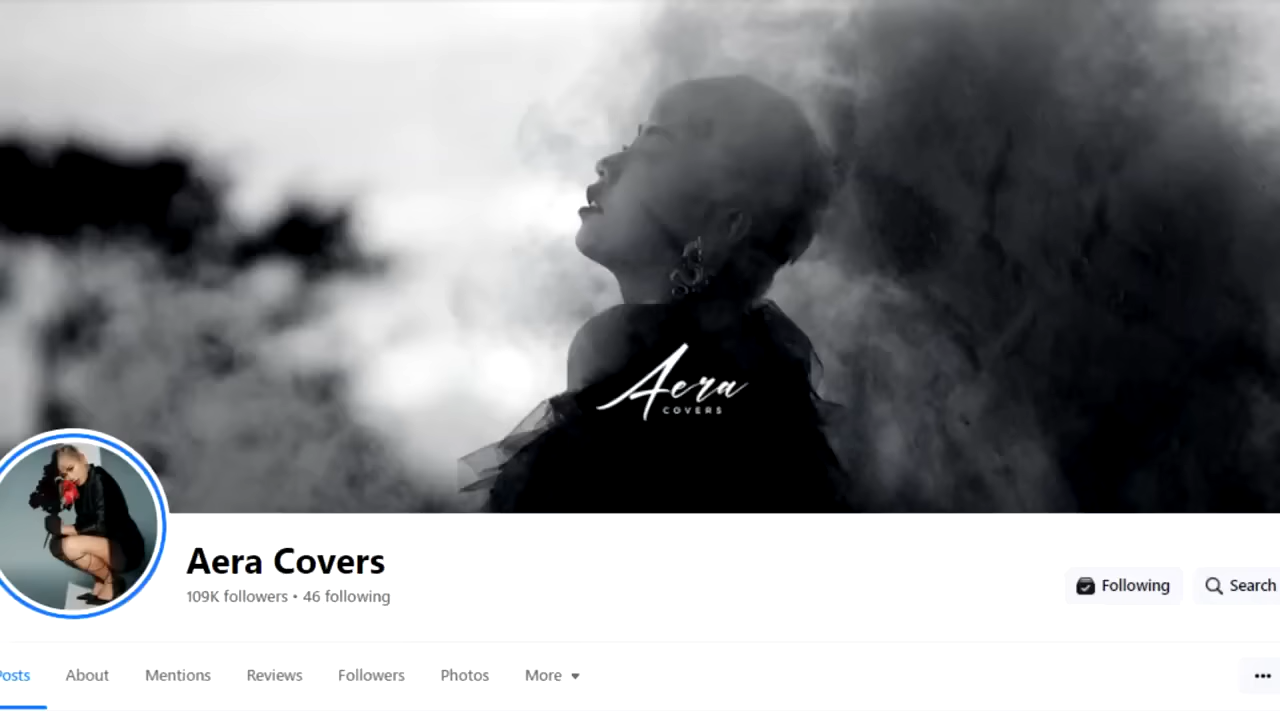 Aera
COVERS
Aera Covers
109K followers • 46 following
Following
Search
Posts
About
Mentions
Reviews
Followers
Photos
More